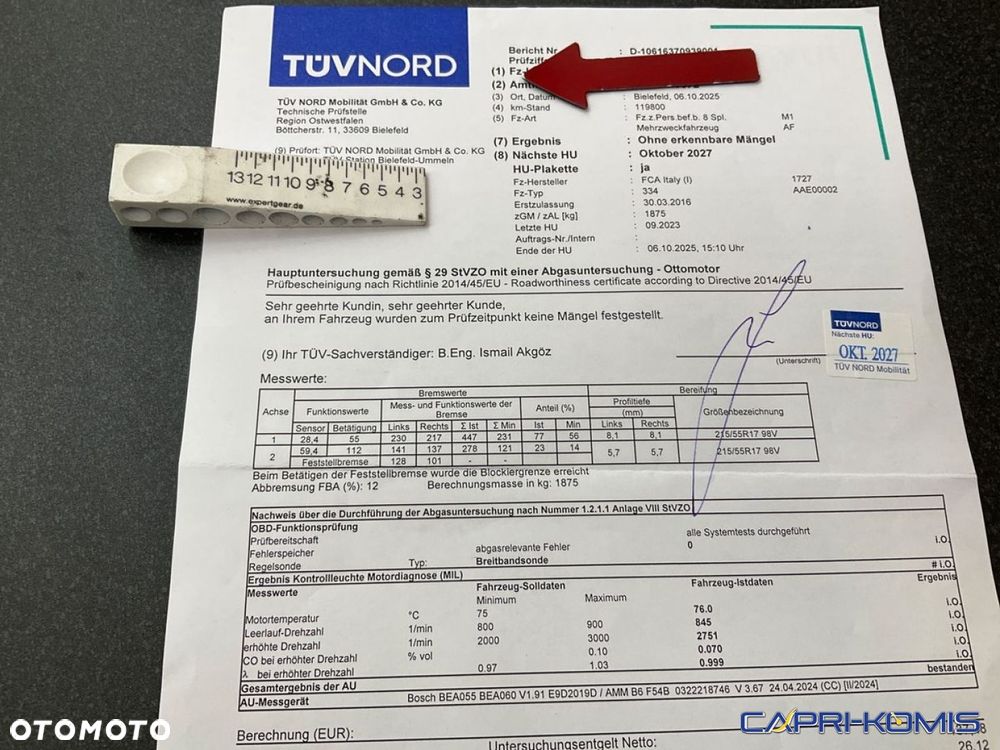 TÜVNORD
TÜV NORD Mobilität GmbH & Co. KG
Technische Prüfstelle
Region Ostwestfalen
Böttcherstr. 11, 33609 Bielefeld
(9) Prüfort: TÜV NORD Mobilität GmbH & Co. KG
TÜV Station Bielefeld-Ummeln
13 12 11 10 9 8 7 6 5 4 3
www.expertgear.de
Bericht Nr. : D-10616370939001
(3) Ort, Datum : Bielefeld, 06.10.2025
(4) km-Stand : 119800
(5) Fz-Art : Fz.z.Pers.bef.b. 8 Spl. M1
Mehrzweckfahrzeug AF
(7) Ergebnis : Ohne erkennbare Mängel
(8) Nächste HU : Oktober 2027
HU-Plakette : ja
Fz-Hersteller : FCA Italy (I) 1727
Fz-Typ : 334 AAE00002
Erstzulassung : 30.03.2016
zGM / zAL [kg] : 1875
Letzte HU : 09.2023
Auftrags-Nr./Intern :
Ende der HU : 06.10.2025, 15:10 Uhr
Hauptuntersuchung gemäß § 29 StVZO mit einer Abgasuntersuchung - Ottomotor
Prüfbescheinigung nach Richtlinie 2014/45/EU - Roadworthiness certificate according to Directive 2014/45/EU
Sehr geehrte Kundin, sehr geehrter Kunde,
an Ihrem Fahrzeug wurden zum Prüfzeitpunkt keine Mängel festgestellt.
(9) Ihr TÜV-Sachverständiger: B.Eng. Ismail Akgöz
(Unterschrift)
TÜVNORD
Nächste HU:
OKT. 2027
TÜV NORD Mobilität
Messwerte:
Achse Bremswerte Bereifung
Funktionswerte Mess- und Funktionswerte der Bremse Anteil (%) Profiltiefe (mm) Größenbezeichnung
Sensor Betätigung Links Rechts Σ Ist Σ Min Ist Min Links Rechts
1 28,4 55 230 217 447 231 77 56 8,1 8,1 215/55R17 98V
2 59,4 112 141 137 278 121 23 14 5,7 5,7 215/55R17 98V
Feststellbremse 128 101 - -
Beim Betätigen der Feststellbremse wurde die Blockiergrenze erreicht
Abbremsung FBA (%): 12 Berechnungsmasse in kg: 1875
Nachweis über die Durchführung der Abgasuntersuchung nach Nummer 1.2.1.1 Anlage VIII StVZO
OBD-Funktionsprüfung
Prüfbereitschaft alle Systemtests durchgeführt
Fehlerspeicher abgasrelevante Fehler 0 i.O.
Regelsonde Typ: Breitbandsonde
Ergebnis Kontrollleuchte Motordiagnose (MIL) # i.O.
Messwerte Fahrzeug-Solldaten Fahrzeug-Istdaten Ergebnis
Minimum Maximum
Motortemperatur °C 75 76.0 i.O.
Leerlauf-Drehzahl 1/min 800 900 845 i.O.
erhöhte Drehzahl 1/min 2000 3000 2751 i.O.
CO bei erhöhter Drehzahl % vol 0.10 0.070 i.O.
λ bei erhöhter Drehzahl 0.97 1.03 0.999 i.O.
Gesamtergebnis der AU bestanden
AU-Messgerät Bosch BEA055 BEA060 V1.91 E9D2019D / AMM B6 F54B 0322218746 V 3.67 24.04.2024 (CC) [II/2024]
Berechnung (EUR):
Untersuchungsentgelt Netto:
26.12
OTOMOTO
CAPRI-KOMIS